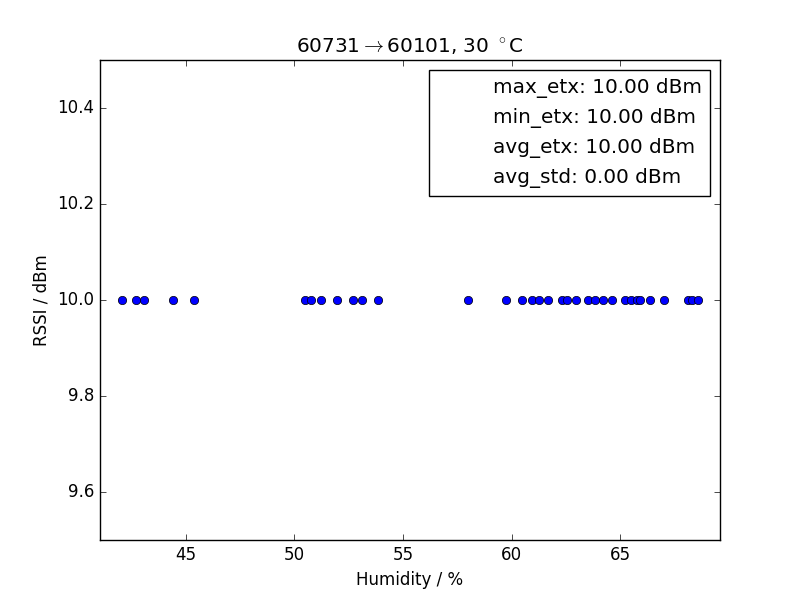 60731→60101, 30 °C
max_etx: 10.00 dBm
min_etx: 10.00 dBm
avg_etx: 10.00 dBm
avg_std: 0.00 dBm
10.4
10.2
10.0
9.8
9.6
RSSI / dBm
45 50 55 60 65
Humidity / %